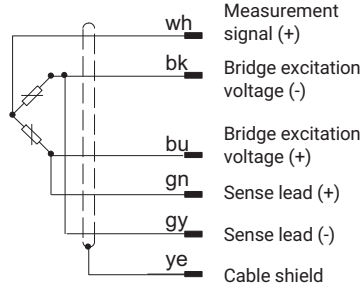 wh
Measurement
signal (+)
bk
Bridge excitation
voltage (-)
bu
Bridge excitation
voltage (+)
gn
Sense lead (+)
gy
Sense lead (-)
ye
Cable shield